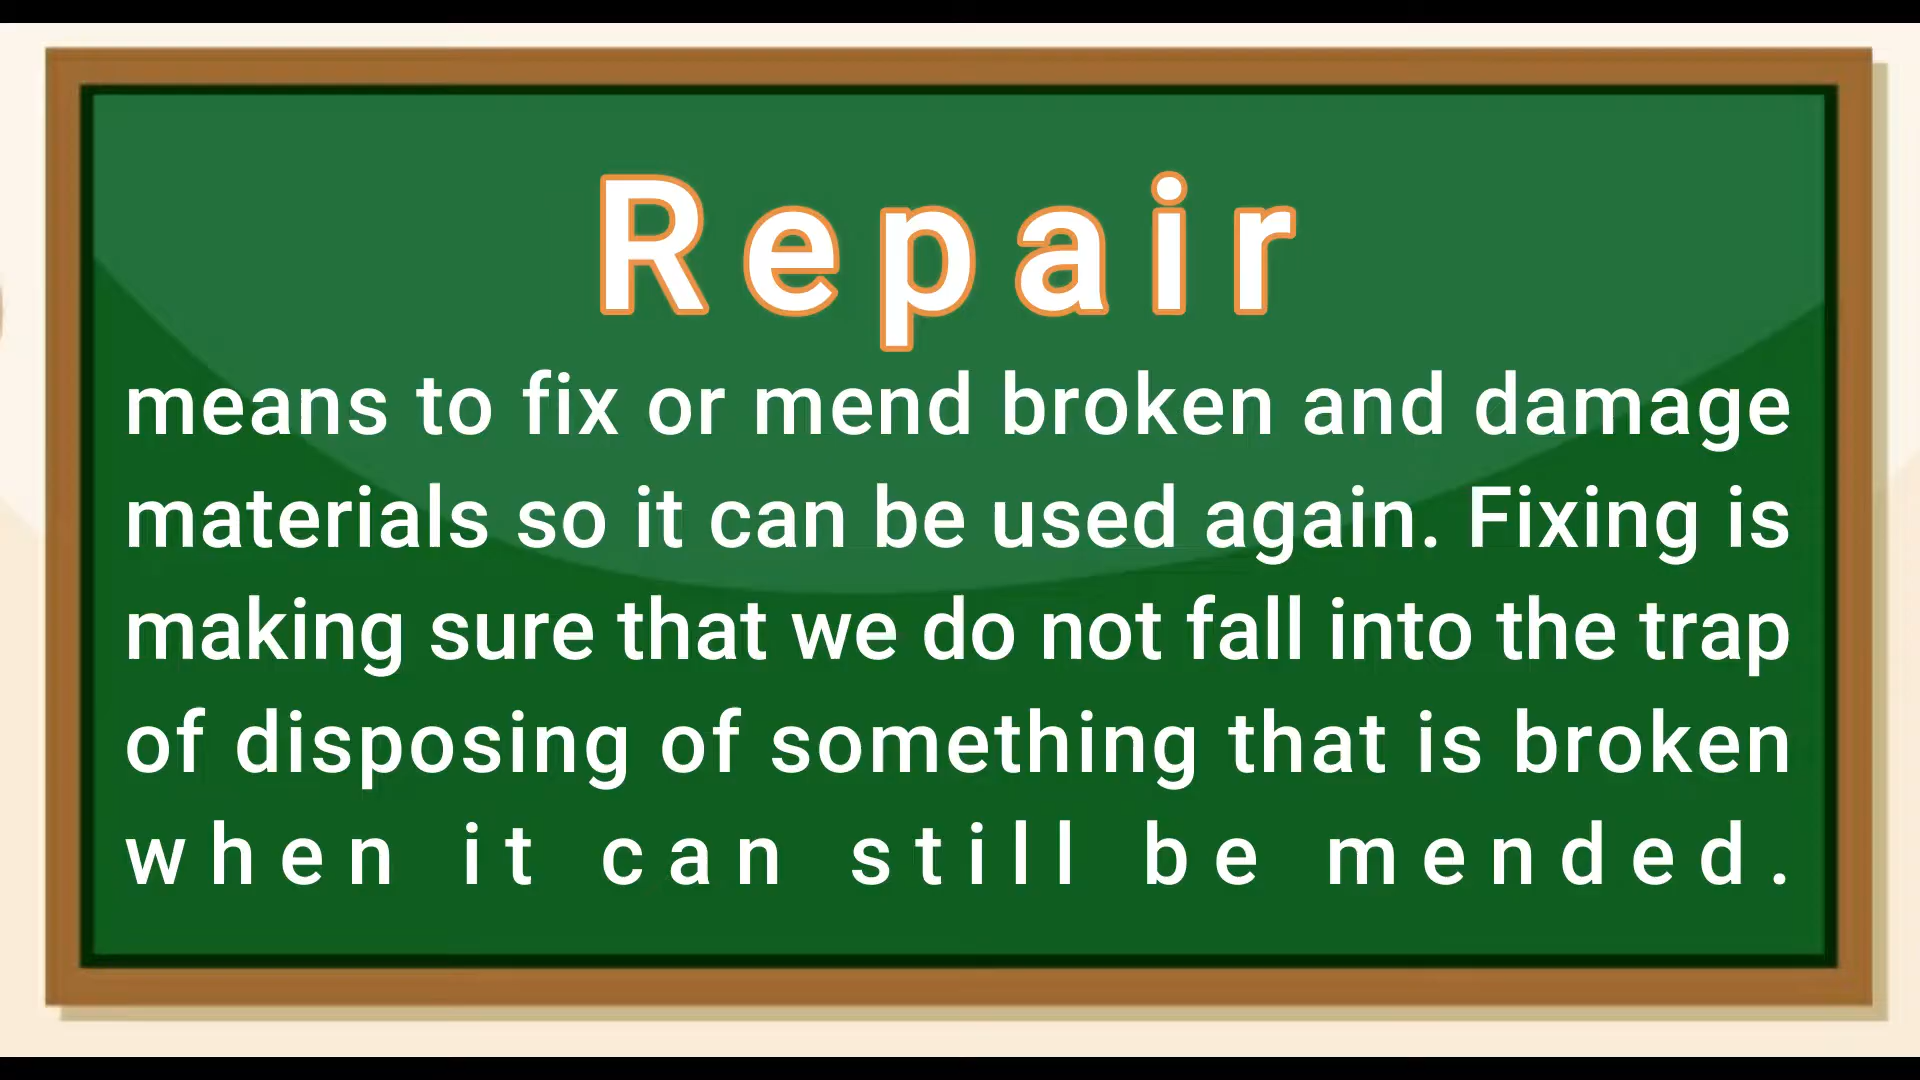 Repair
means to fix or mend broken and damage
materials so it can be used again. Fixing is
making sure that we do not fall into the trap
of disposing of something that is broken
when it can still be mended.